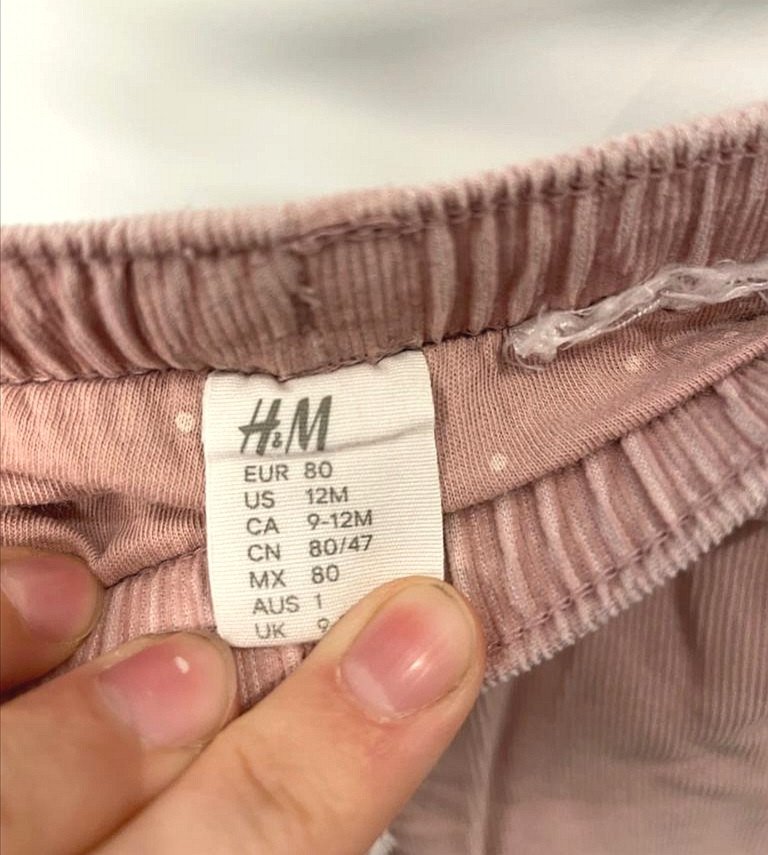 H&M
EUR 80
US 12M
CA 9-12M
CN 80/47
MX 80
AUS 1
UK